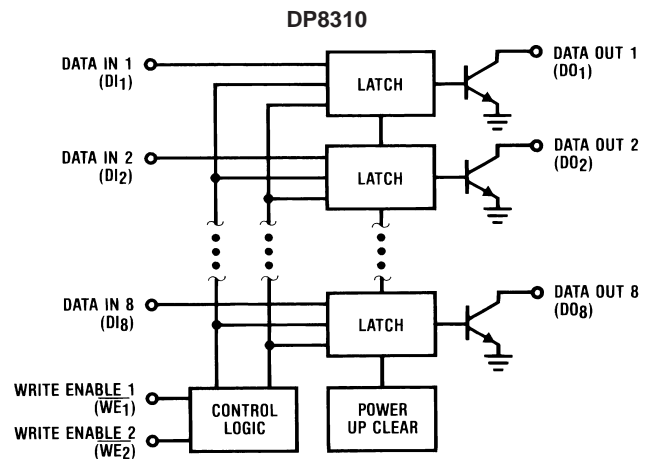 DP8310
DATA IN 1
(DI1)
LATCH
DATA OUT 1
(DO1)
DATA IN 2
(DI2)
LATCH
DATA OUT 2
(DO2)
DATA IN 8
(DI8)
LATCH
DATA OUT 8
(DO8)
WRITE ENABLE 1
(WE1)
WRITE ENABLE 2
(WE2)
CONTROL
LOGIC
POWER
UP CLEAR